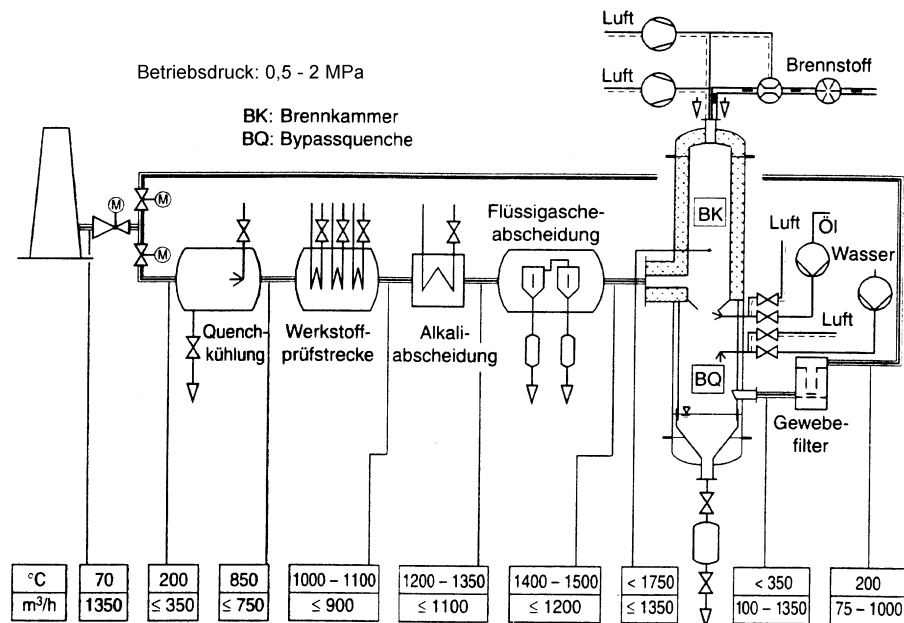 Luft
Betriebsdruck: 0,5 - 2 MPa
Luft
Brennstoff
BK: Brennkammer
BQ: Bypassquenche
M
M
M
BK
Flüssigasche-
abscheidung
Luft
Öl
Wasser
Quench-
kühlung
Werkstoff-
prüfstrecke
Alkali-
abscheidung
Luft
BQ
Gewebe-
filter
°C 70 200 850 1000 – 1100 1200 – 1350 1400 – 1500 < 1750 < 350 200
m³/h 1350 ≤ 350 ≤ 750 ≤ 900 ≤ 1100 ≤ 1200 ≤ 1350 100 – 1350 75 – 1000